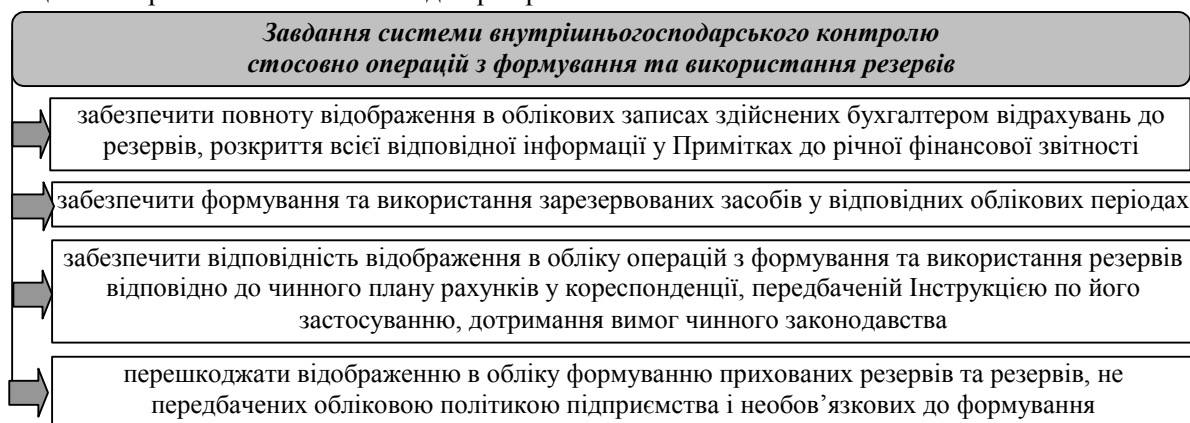 Завдання системи внутрішньогосподарського контролю
стосовно операцій з формування та використання резервів
забезпечити повноту відображення в облікових записах здійснених бухгалтером відрахувань до
резервів, розкриття всієї відповідної інформації у Примітках до річної фінансової звітності
забезпечити формування та використання зарезервованих засобів у відповідних облікових періодах
забезпечити відповідність відображення в обліку операцій з формування та використання резервів
відповідно до чинного плану рахунків у кореспонденції, передбаченій Інструкцією по його
застосуванню, дотримання вимог чинного законодавства
перешкоджати відображенню в обліку формуванню прихованих резервів та резервів, не
передбачених обліковою політикою підприємства і необов’язкових до формування